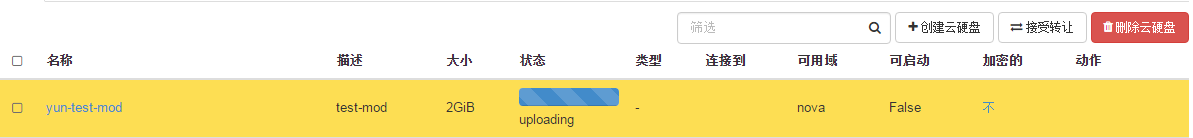 筛选 创建云硬盘 接受转让 删除云硬盘
名称 描述 大小 状态 类型 连接到 可用域 可启动 加密的 动作
yun-test-mod test-mod 2GiB uploading - nova False 不